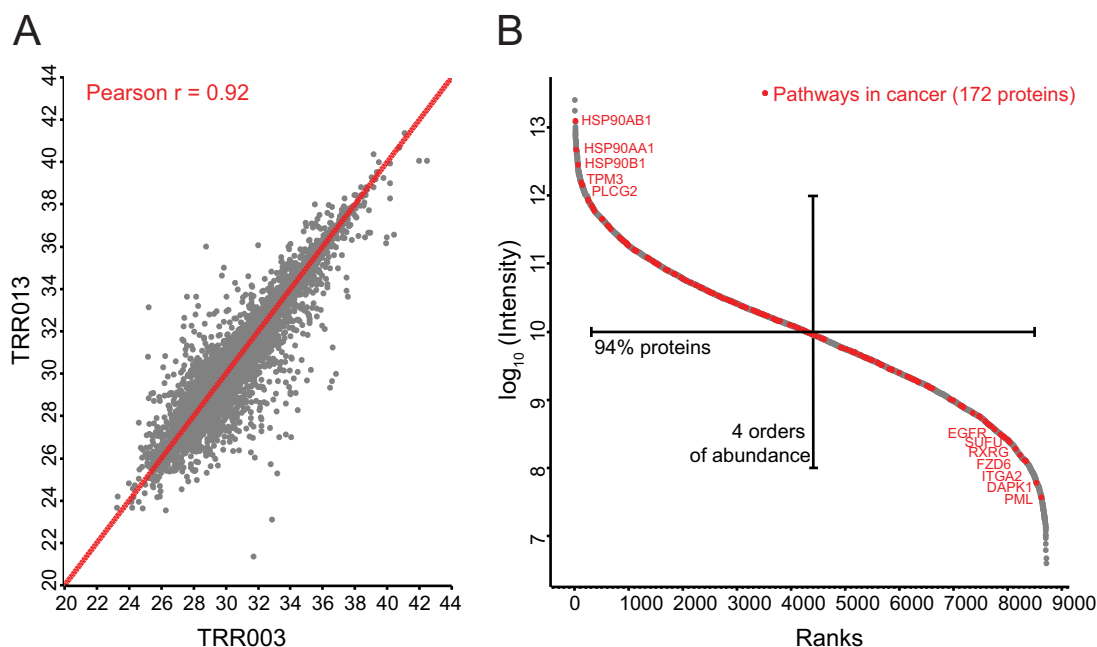 A
Pearson r = 0.92
44
42
40
38
36
34
32
30
28
26
24
22
20
TRR013
20 22 24 26 28 30 32 34 36 38 40 42 44
TRR003
B
Pathways in cancer (172 proteins)
HSP90AB1
HSP90AA1
HSP90B1
TPM3
PLCG2
94% proteins
4 orders
of abundance
EGFR
SUFU
RXRG
FZD6
ITGA2
DAPK1
PML
13
12
11
10
9
8
7
log10 (Intensity)
0 1000 2000 3000 4000 5000 6000 7000 8000 9000
Ranks